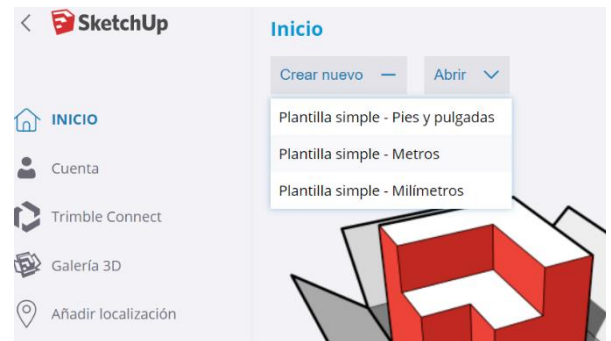 SketchUp
Inicio
Crear nuevo
Abrir
Plantilla simple - Pies y pulgadas
Plantilla simple - Metros
Plantilla simple - Milímetros
INICIO
Cuenta
Trimble Connect
Galería 3D
Añadir localización